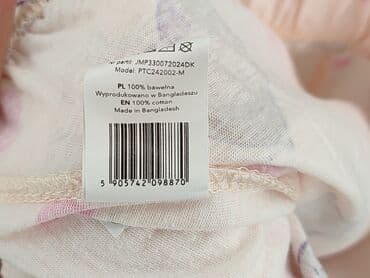 JMP330072024DK
Model: PTC242002-M
PL 100% bawełna
Wyprodukowano w Bangladeszu
EN 100% cotton
Made in Bangladesh
5 905742 098870